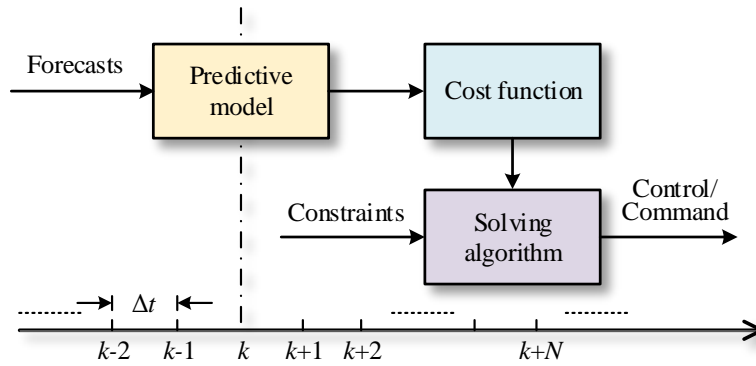 Forecasts
Predictive
model
Cost function
Constraints
Solving
algorithm
Control/
Command
Δt
k-2
k-1
k
k+1
k+2
k+N